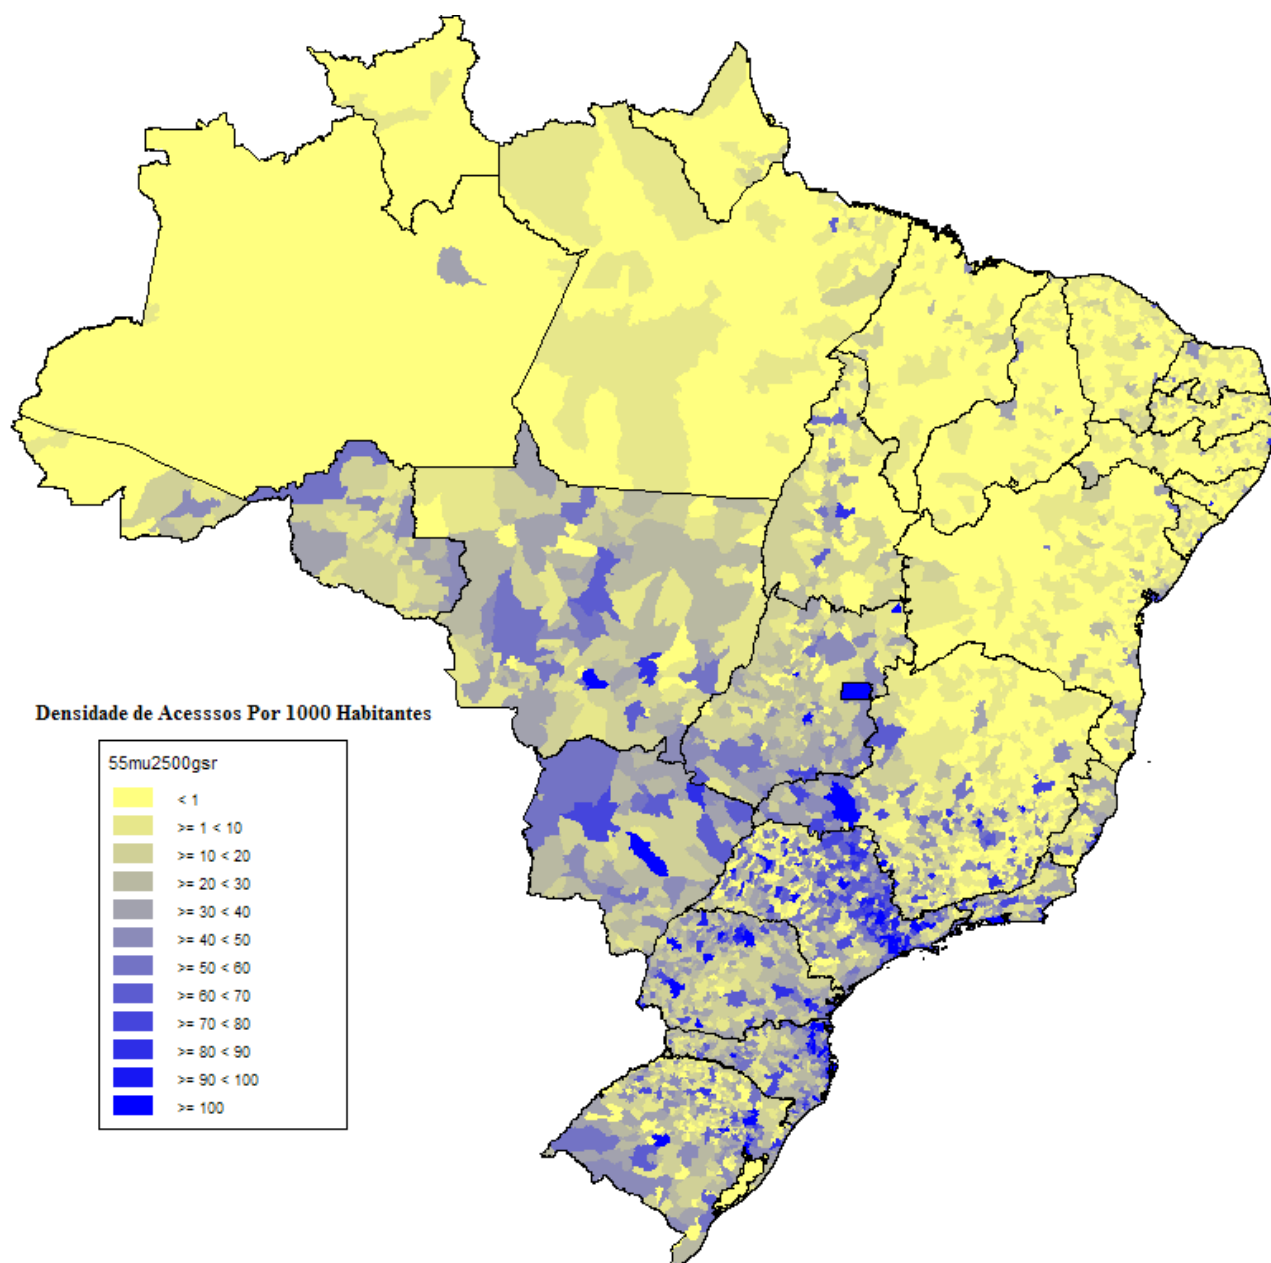 Densidade de Acesssos Por 1000 Habitantes
55mu2500gsr
< 1
>= 1 < 10
>= 10 < 20
>= 20 < 30
>= 30 < 40
>= 40 < 50
>= 50 < 60
>= 60 < 70
>= 70 < 80
>= 80 < 90
>= 90 < 100
>= 100